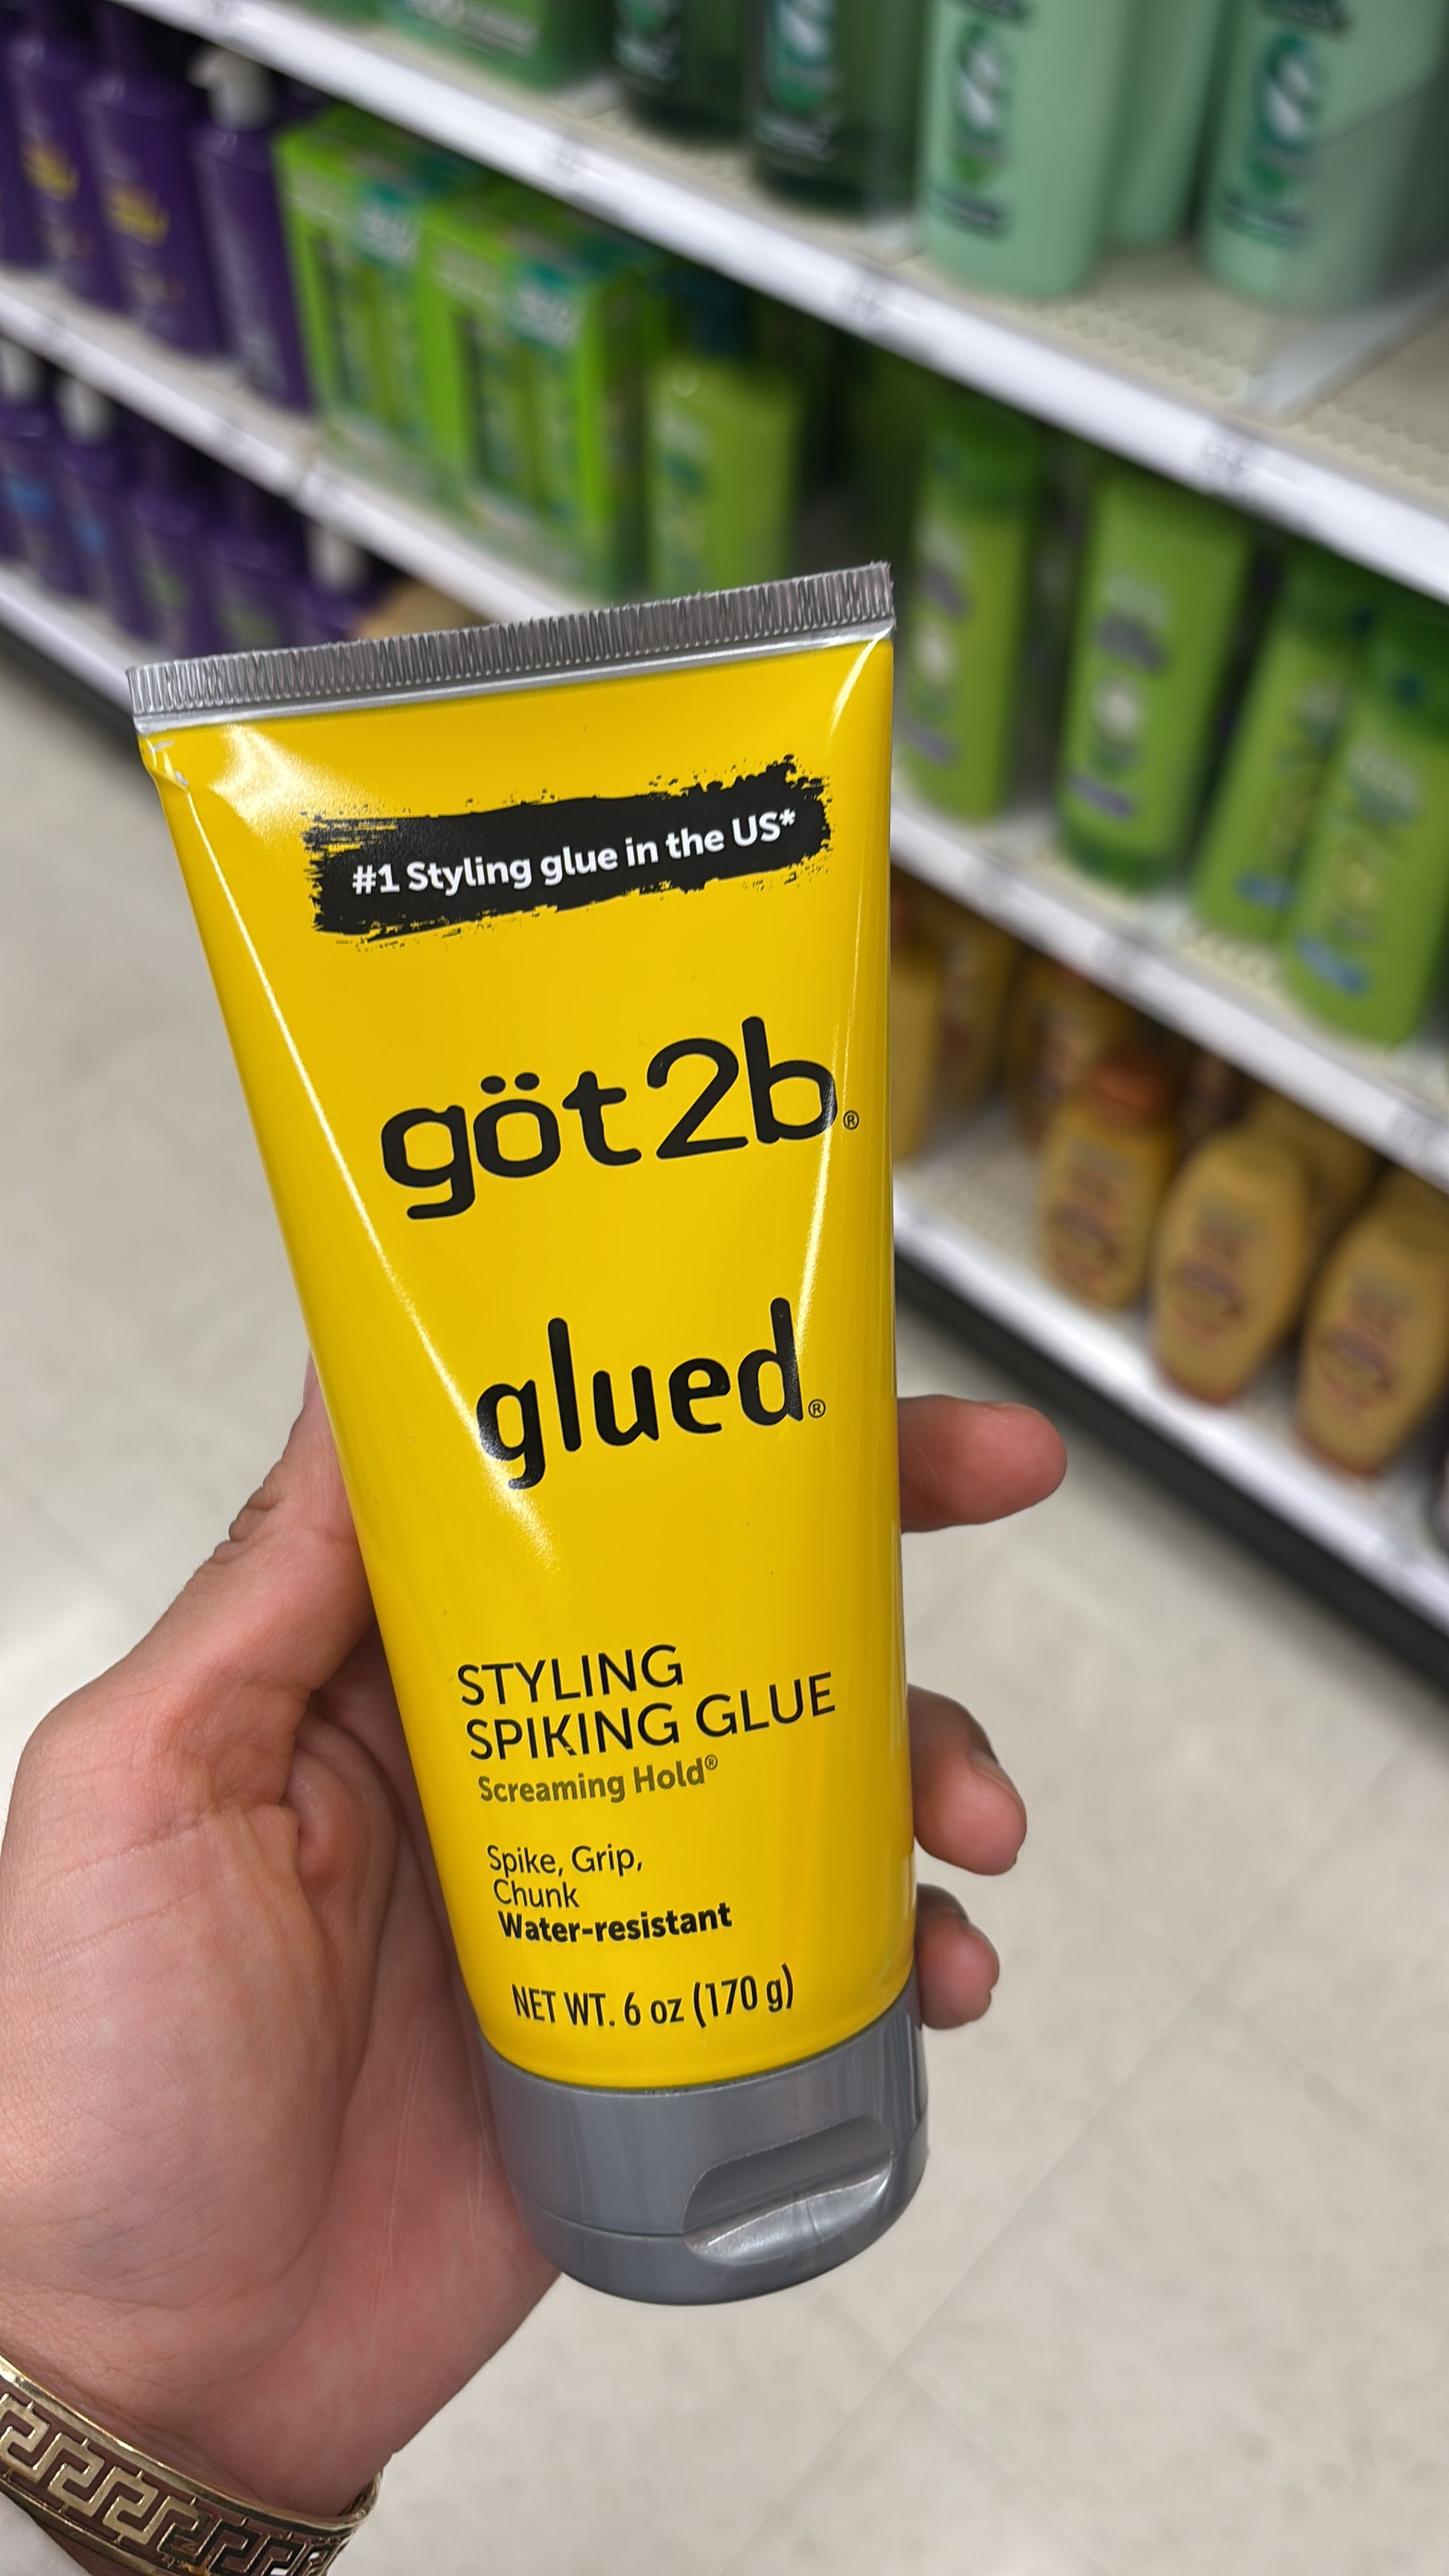 #1 Styling glue in the US*
göt2b®
glued®
STYLING
SPIKING GLUE
Screaming Hold®
Spike, Grip,
Chunk
Water-resistant
NET WT. 6 oz (170 g)